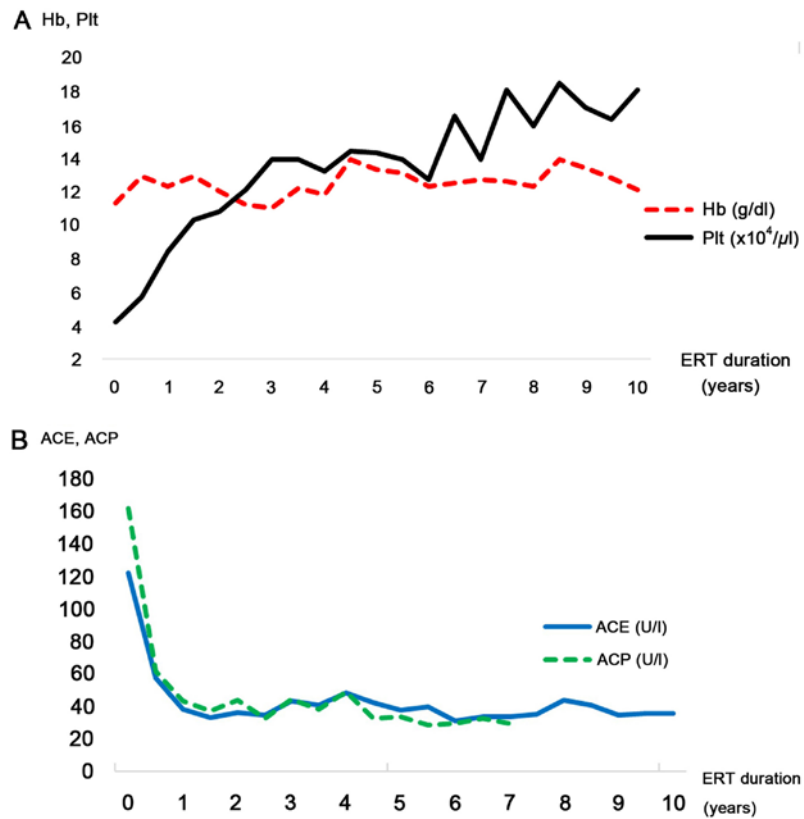 A Hb, Plt
20
18
16
14
12
10
8
6
4
2
Hb (g/dl)
Plt (x10⁴/µl)
0 1 2 3 4 5 6 7 8 9 10
ERT duration
(years)
B ACE, ACP
180
160
140
120
100
80
60
40
20
0
ACE (U/l)
ACP (U/l)
0 1 2 3 4 5 6 7 8 9 10
ERT duration
(years)